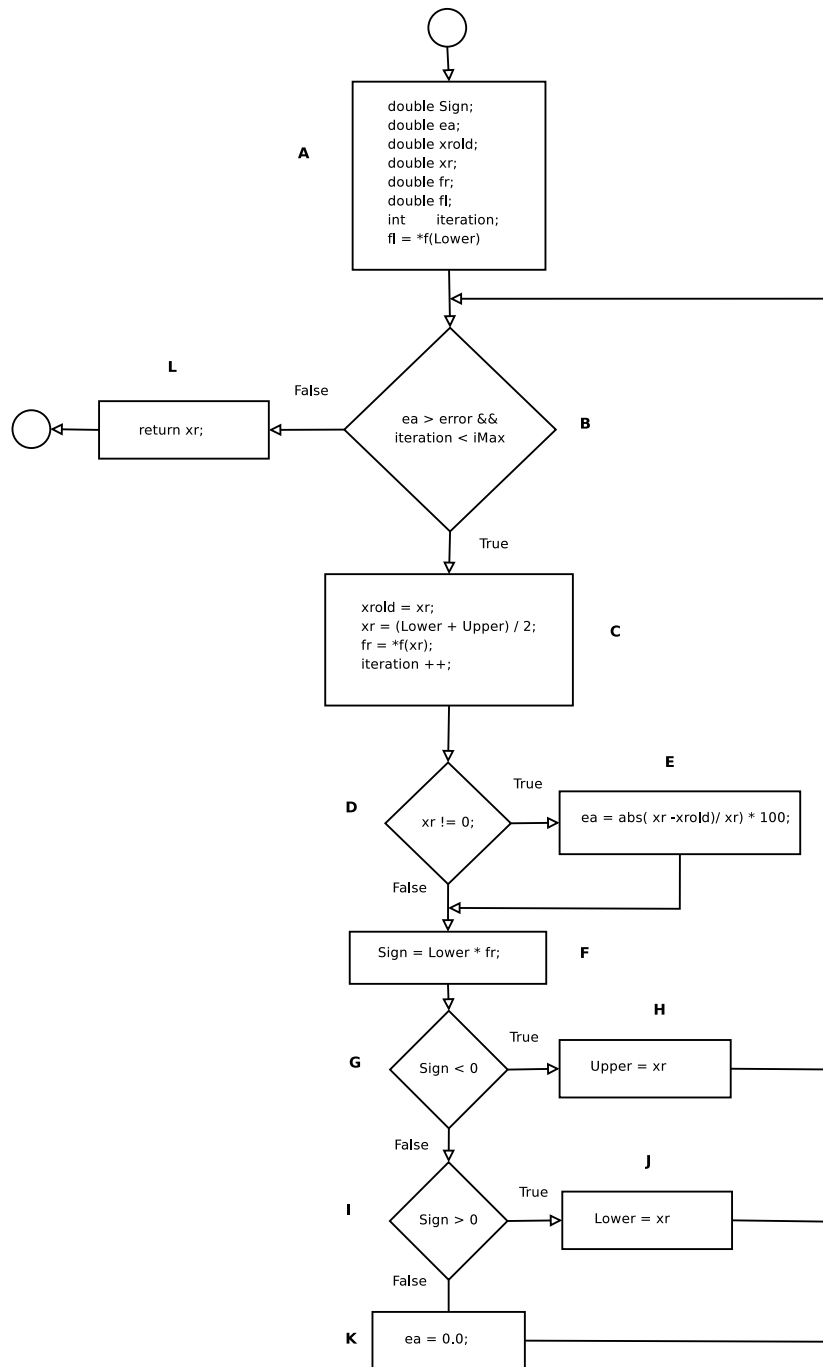 A
double Sign;
double ea;
double xrold;
double xr;
double fr;
double fl;
int iteration;
fl = *f(Lower)
L
False
return xr;
ea > error &&
iteration < iMax
B
True
xrold = xr;
xr = (Lower + Upper) / 2;
fr = *f(xr);
iteration ++;
C
D
xr != 0;
True
E
ea = abs( xr -xrold)/ xr) * 100;
False
Sign = Lower * fr;
F
G
Sign < 0
True
H
Upper = xr
False
I
Sign > 0
True
J
Lower = xr
False
K
ea = 0.0;